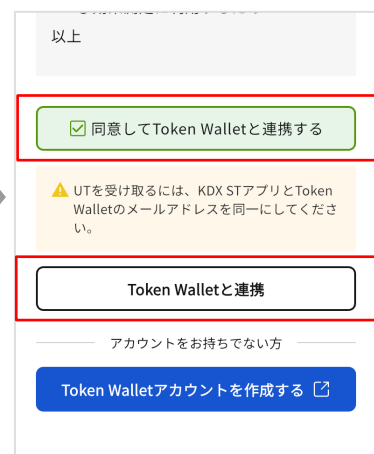 以上
同意してToken Walletと連携する
UTを受け取るには、KDX STアプリとToken
Walletのメールアドレスを同一にしてくださ
い。
Token Walletと連携
アカウントをお持ちでない方
Token Walletアカウントを作成する